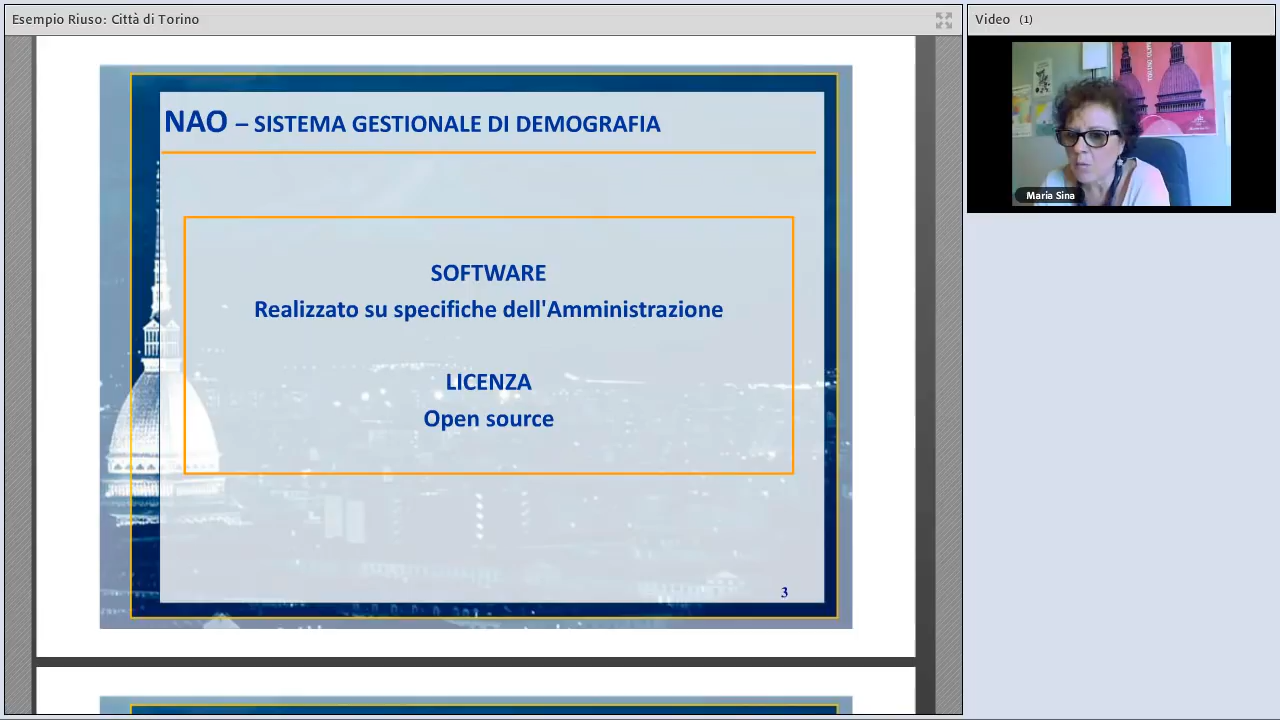 Esempio Riuso: Città di Torino
Video (1)
NAO – SISTEMA GESTIONALE DI DEMOGRAFIA
SOFTWARE
Realizzato su specifiche dell'Amministrazione
LICENZA
Open source
3
Maria Sina